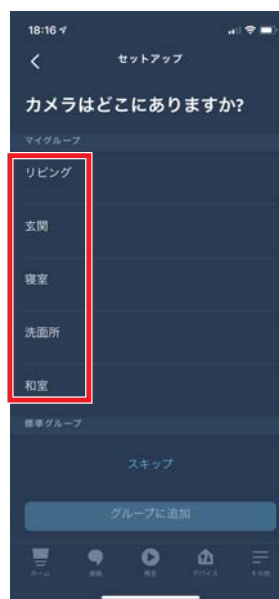 18:16
セットアップ
カメラはどこにありますか?
マイグループ
リビング
玄関
寝室
洗面所
和室
標準グループ
スキップ
グループに追加
ホーム
再生
デバイス
その他